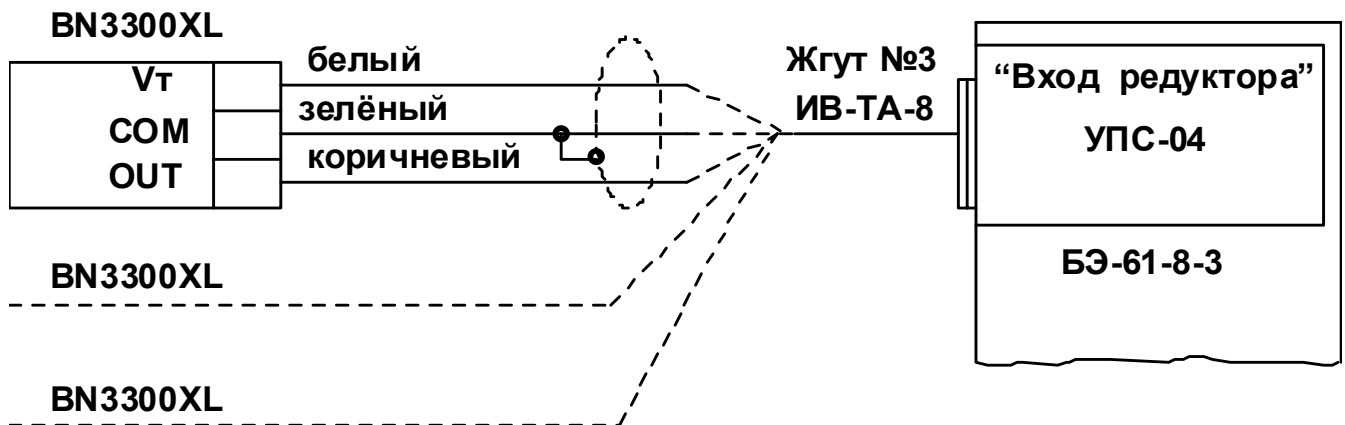 BN3300XL
Vт
COM
OUT
белый
зелёный
коричневый
Жгут №3
ИВ-ТА-8
“Вход редуктора”
УПС-04
БЭ-61-8-3
BN3300XL
BN3300XL